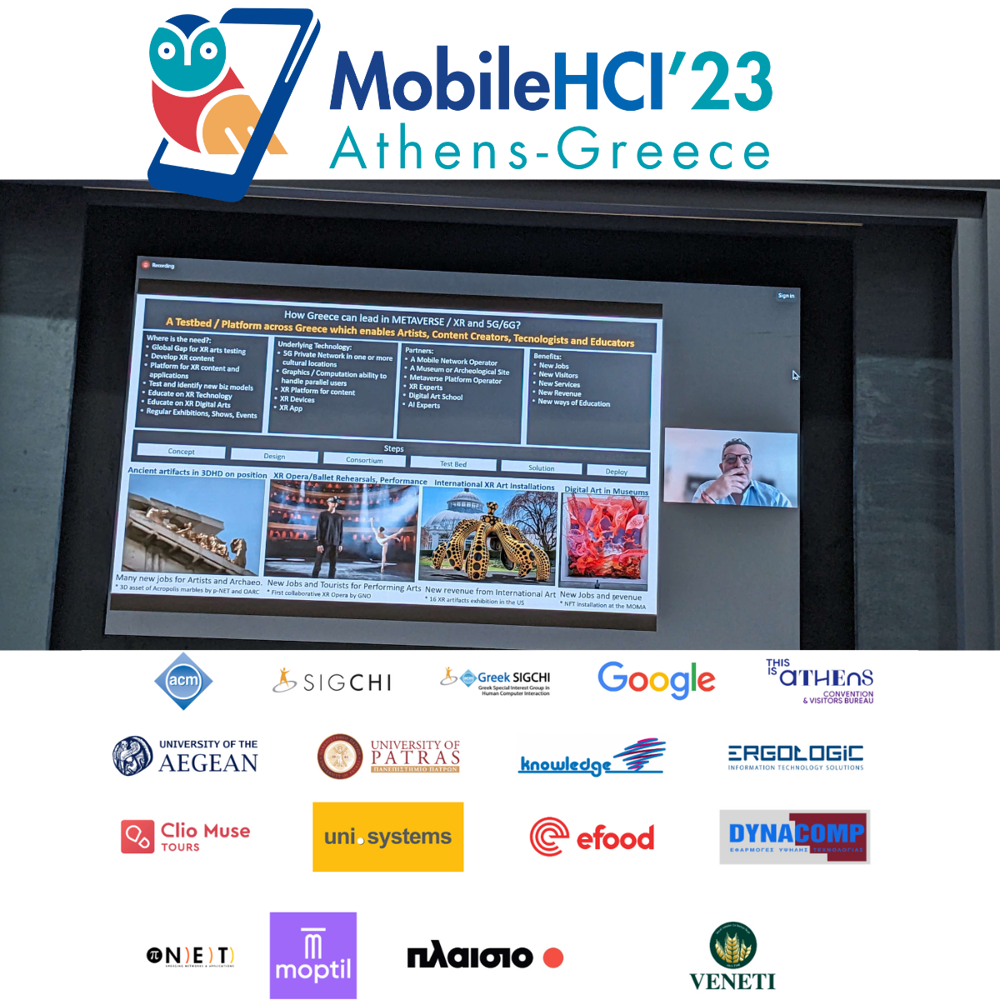 MobileHCI’23
Athens-Greece
Recording
Sign in
How Greece can lead in METAVERSE / XR and 5G/6G?
A Testbed / Platform across Greece which enables Artists, Content Creators, Tecnologists and Educators
Where is the need?:
• Global Gap for XR arts testing
• Develop XR content
• Platform for XR content and
applications
• Test and identify new biz models
• Educate on XR Technology
• Educate on XR Digital Arts
• Regular Exhibitions, Shows, Events
Underlying Technology:
• 5G Private Network in one or more
cultural locations
• Graphics / Computation ability to
handle parallel users
• XR Platform for content
• XR Devices
• XR App
Partners:
• A Mobile Network Operator
• A Museum or Archeological Site
• Metaverse Platform Operator
• XR Experts
• Digital Art School
• AI Experts
Benefits:
• New Jobs
• New Visitors
• New Services
• New Revenue
• New ways of Education
Steps
Concept
Design
Consortium
Test Bed
Solution
Deploy
Ancient artifacts in 3DHD on position
XR Opera/Ballet Rehearsals, Performance
International XR Art Installations
Digital Art in Museums
Many new jobs for Artists and Archaeo.
* 3D asset of Acropolis marbles by p-NET and OARC
New Jobs and Tourists for Performing Arts
* First collaborative XR Opera by GNO
New revenue from International Art
* 16 XR artifacts exhibition in the US
New Jobs and revenue
* NFT installation at the MOMA
acm
SIGCHI
acm Greek SIGCHI
Greek Special Interest Group in
Human Computer Interaction
Google
THIS
IS aTHEnS
CONVENTION
& VISITORS BUREAU
UNIVERSITY OF THE
AEGEAN
UNIVERSITY OF
PATRAS
ΠΑΝΕΠΙΣΤΗΜΙΟ ΠΑΤΡΩΝ
knowledge
ERGOLOGIC
INFORMATION TECHNOLOGY SOLUTIONS
Clio Muse
TOURS
uni.systems
efood
DYNACOMP
ΕΦΑΡΜΟΓΕΣ ΥΨΗΛΗΣ ΤΕΧΝΟΛΟΓΙΑΣ
π N)E)T)
EMERGING NETWORKS & APPLICATIONS
moptil
πλαισιο
VENETI